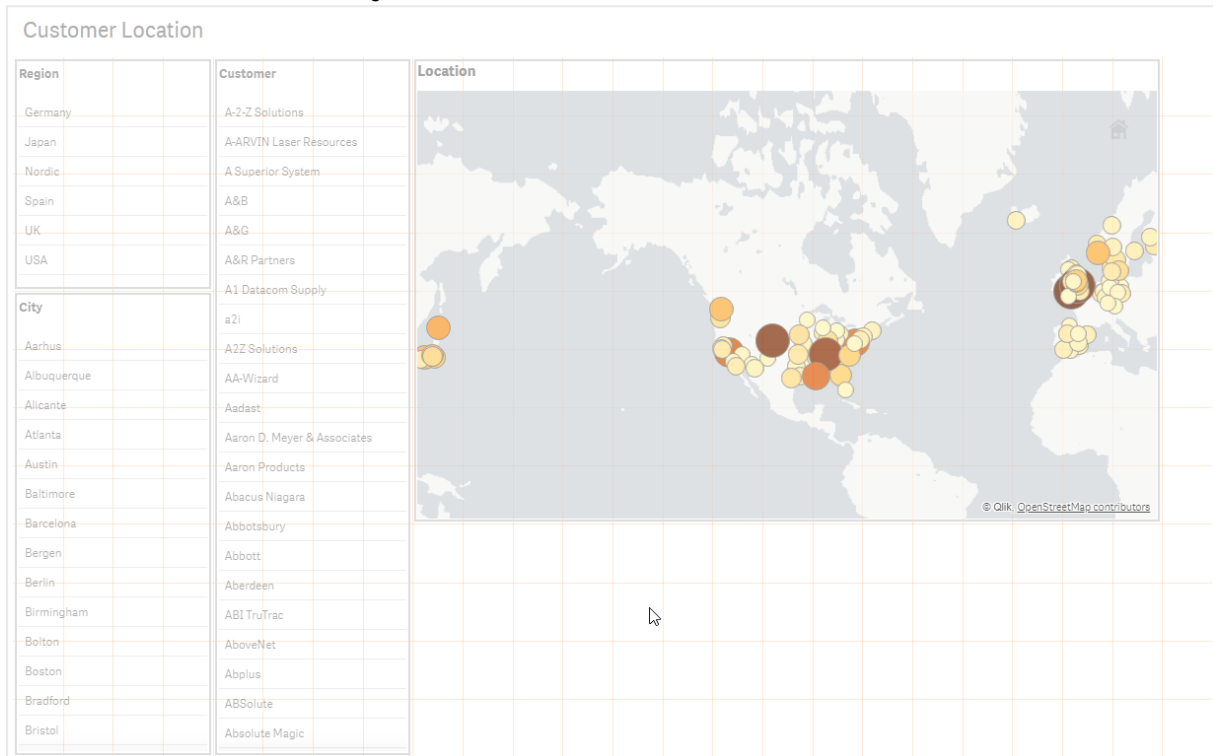 Customer Location
Region
Germany
Japan
Nordic
Spain
UK
USA
City
Aarhus
Albuquerque
Alicante
Atlanta
Austin
Baltimore
Barcelona
Bergen
Berlin
Birmingham
Bolton
Boston
Bradford
Bristol
Customer
A-2-Z Solutions
A-ARVIN Laser Resources
A Superior System
A&B
A&G
A&R Partners
A1 Datacom Supply
a2i
A2Z Solutions
AA-Wizard
Aadast
Aaron D. Meyer & Associates
Aaron Products
Abacus Niagara
Abbotsbury
Abbott
Aberdeen
ABI TruTrac
AboveNet
Abplus
ABSolute
Absolute Magic
Location
© Qlik, OpenStreetMap contributors